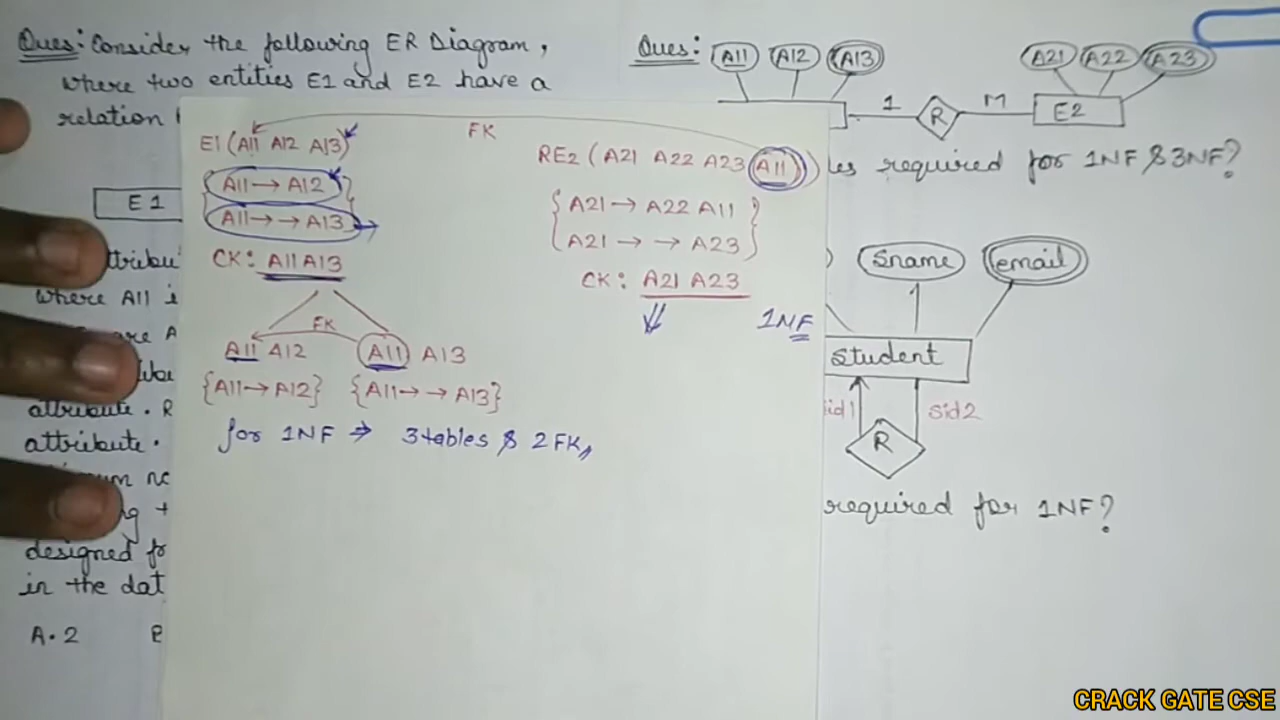 Ques: Consider the following ER Diagram,
where two entities E1 and E2 have a
relation
E1
where A11
attribute. R
attribute.
designed
in the dat
A. 2
Ques: A11 A12 A13 A21 A22 A23
1 R M E2
required for 1NF & 3NF?
Sname email
Student
sid1 sid2
R
required for 1NF?
FK
E1 (A11 A12 A13)
A11 → A12
A11 →→ A13
CK: A11 A13
FK
A11 A12 A11 A13
{A11 → A12} {A11 →→ A13}
for 1NF ⇒ 3 tables & 2 FK,
RE2 (A21 A22 A23 A11)
A21 → A22 A11
A21 →→ A23
CK: A21 A23
1NF
CRACK GATE CSE